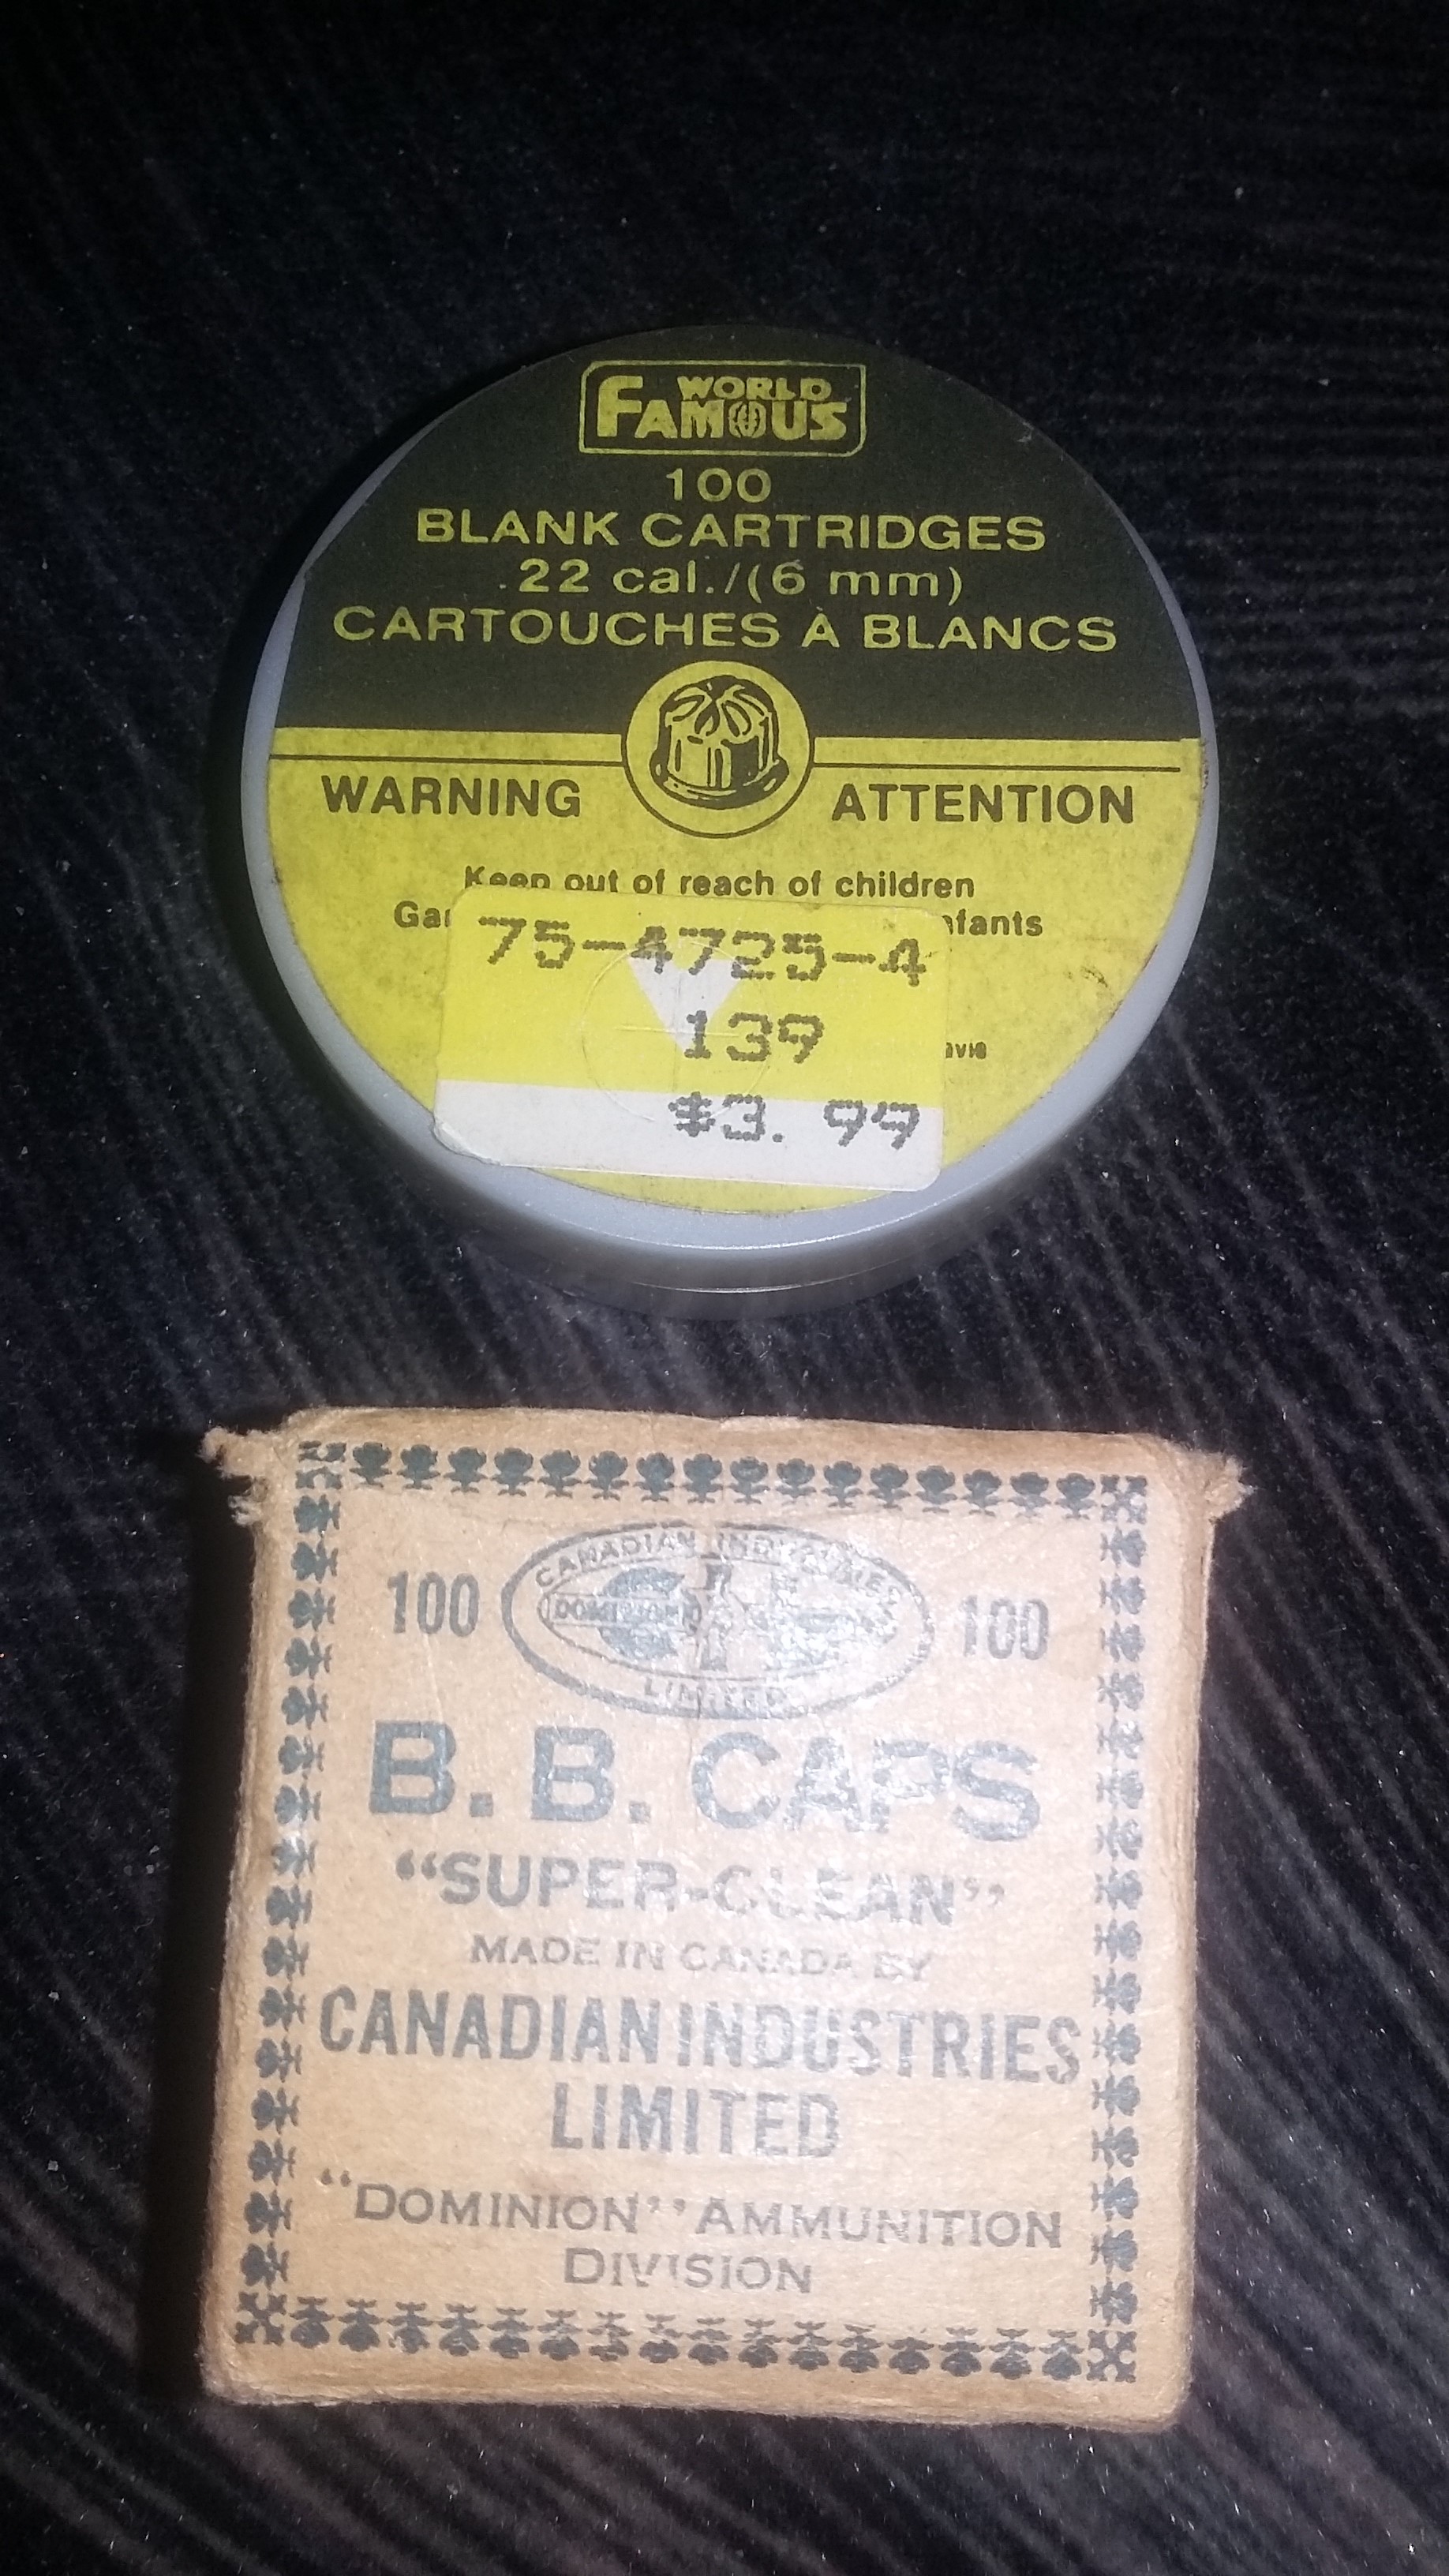 WORLD
FAMOUS
100
BLANK CARTRIDGES
.22 cal./(6 mm)
CARTOUCHES À BLANCS
WARNING ATTENTION
Keep out of reach of children
75-4725-4
139
$3.99
CANADIAN INDUSTRIES
100 DOMINION 100
LIMITED
B. B. CAPS
“SUPER-CLEAN”
MADE IN CANADA BY
CANADIAN INDUSTRIES
LIMITED
“DOMINION” AMMUNITION
DIVISION